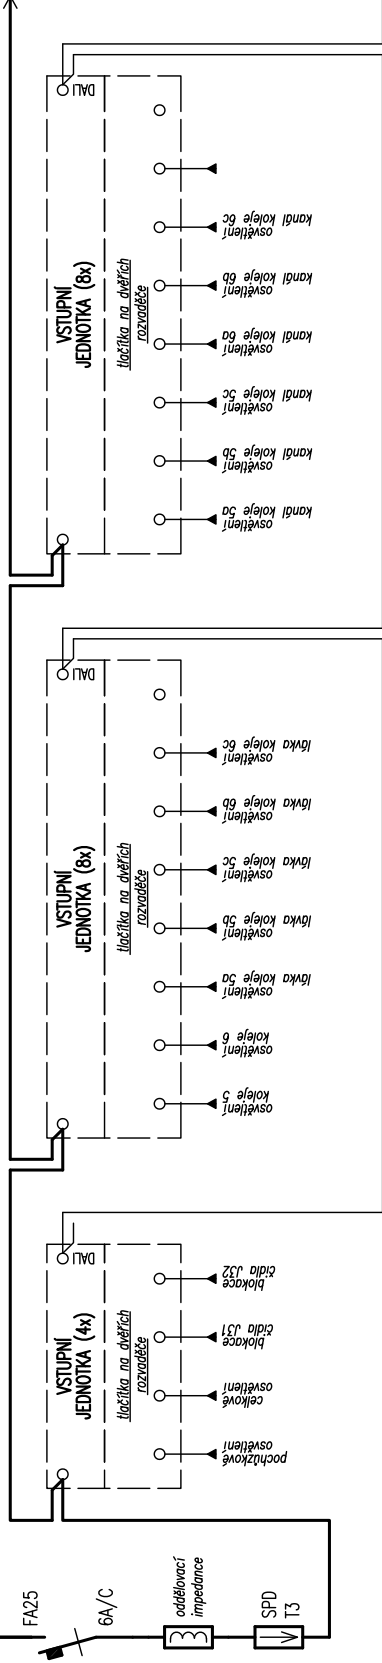 DALI
VSTUPNÍ
JEDNOTKA (8x)
tlačítka na dvěřích
rozvaděče
osvětlení
kanál koleje 6c
osvětlení
kanál koleje 6b
osvětlení
kanál koleje 6a
osvětlení
kanál koleje 5c
osvětlení
kanál koleje 5b
osvětlení
kanál koleje 5a
DALI
VSTUPNÍ
JEDNOTKA (8x)
tlačítka na dvěřích
rozvaděče
osvětlení
lávka koleje 6c
osvětlení
lávka koleje 6b
osvětlení
lávka koleje 5c
osvětlení
lávka koleje 5b
osvětlení
lávka koleje 5a
osvětlení
koleje 6
osvětlení
koleje 5
DALI
VSTUPNÍ
JEDNOTKA (4x)
tlačítka na dvěřích
rozvaděče
blokace
čidla J32
blokace
čidla J31
celkové
osvětlení
pochůzkové
osvětlení
FA25
6A/C
oddělovací
impedance
SPD
T3